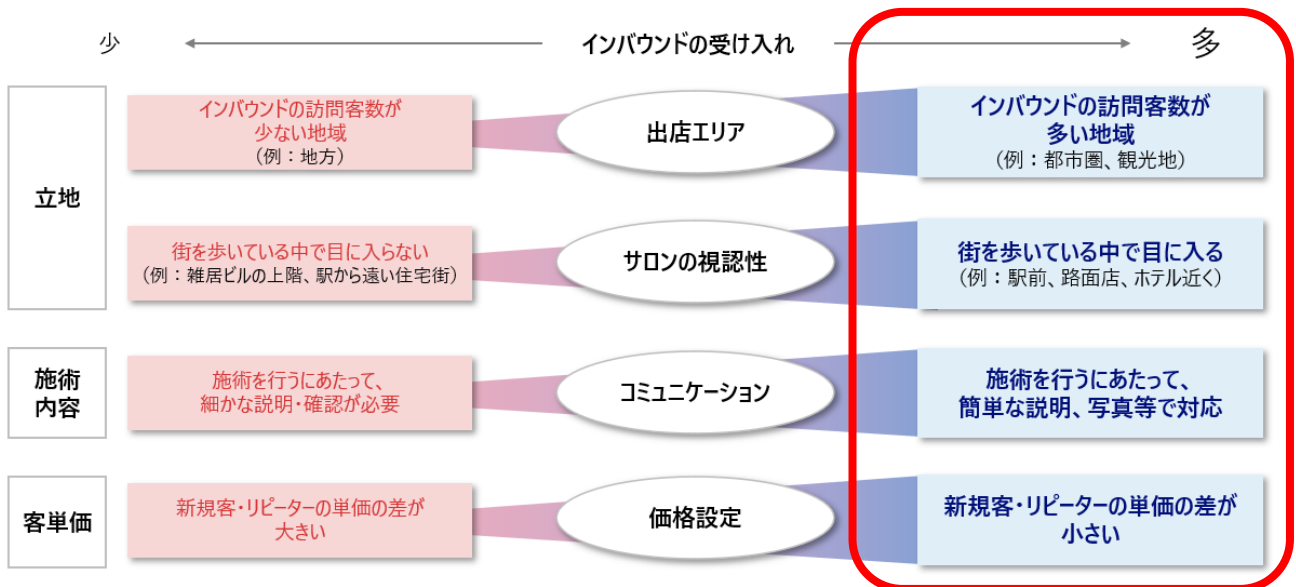 少
インバウンドの受け入れ
多
立地
インバウンドの訪問客数が
少ない地域
(例：地方)
出店エリア
インバウンドの訪問客数が
多い地域
(例：都市圏、観光地)
街を歩いている中で目に入らない
(例：雑居ビルの上階、駅から遠い住宅街)
サロンの視認性
街を歩いている中で目に入る
(例：駅前、路面店、ホテル近く)
施術
内容
施術を行うにあたって、
細かな説明・確認が必要
コミュニケーション
施術を行うにあたって、
簡単な説明、写真等で対応
客単価
新規客・リピーターの単価の差が
大きい
価格設定
新規客・リピーターの単価の差が
小さい